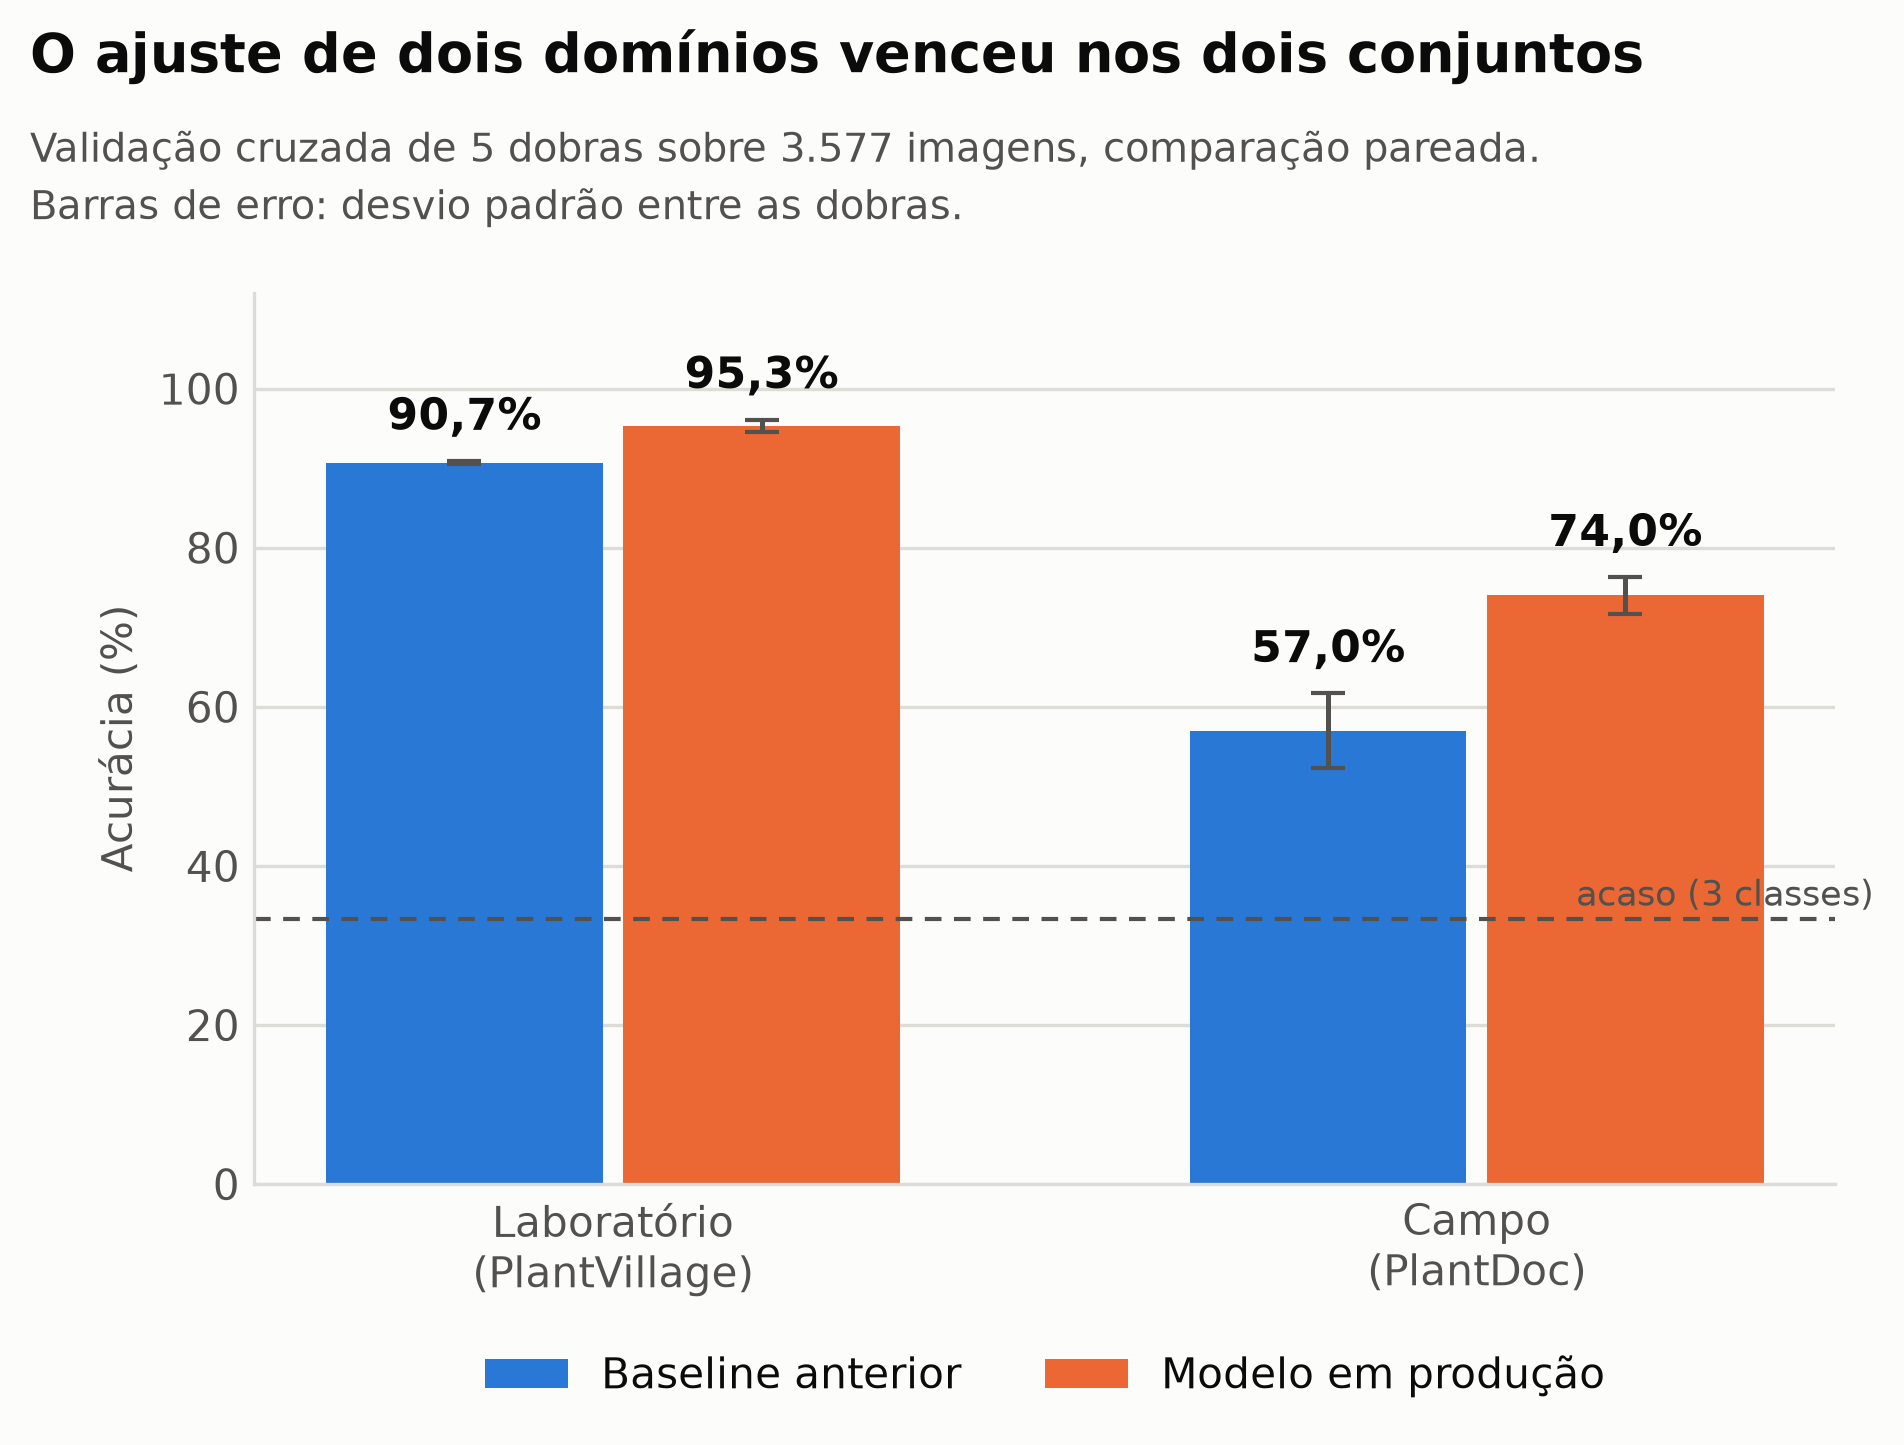 O ajuste de dois domínios venceu nos dois conjuntos
Validação cruzada de 5 dobras sobre 3.577 imagens, comparação pareada.
Barras de erro: desvio padrão entre as dobras.
Acurácia (%)
100
80
60
40
20
0
90,7%
95,3%
57,0%
74,0%
acaso (3 classes)
Laboratório
(PlantVillage)
Campo
(PlantDoc)
Baseline anterior
Modelo em produção